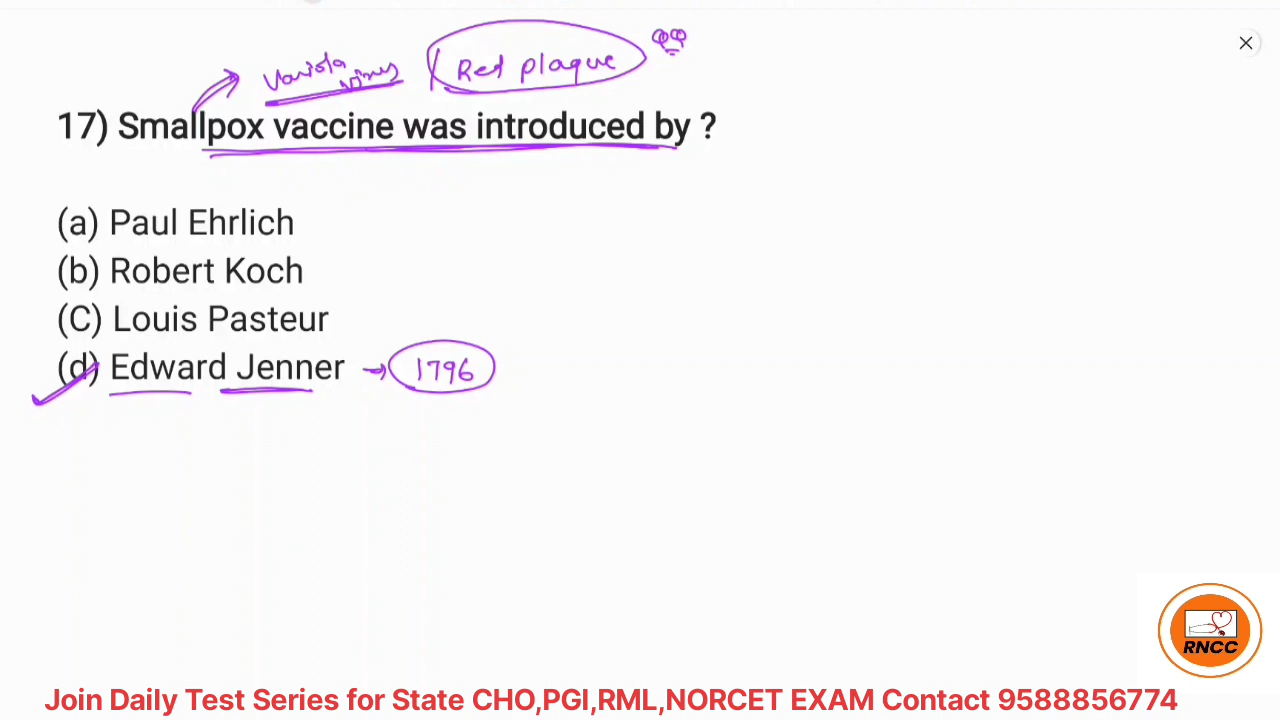 Variola virus
Red plaque
17) Smallpox vaccine was introduced by ?
(a) Paul Ehrlich
(b) Robert Koch
(C) Louis Pasteur
(d) Edward Jenner → 1796
RNCC
Join Daily Test Series for State CHO,PGI,RML,NORCET EXAM Contact 9588856774